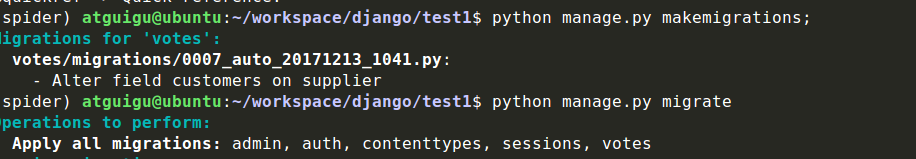 spider) atguigu@ubuntu:~/workspace/django/test1$ python manage.py makemigrations;
igrations for 'votes':
votes/migrations/0007_auto_20171213_1041.py:
- Alter field customers on supplier
spider) atguigu@ubuntu:~/workspace/django/test1$ python manage.py migrate
perations to perform:
Apply all migrations: admin, auth, contenttypes, sessions, votes